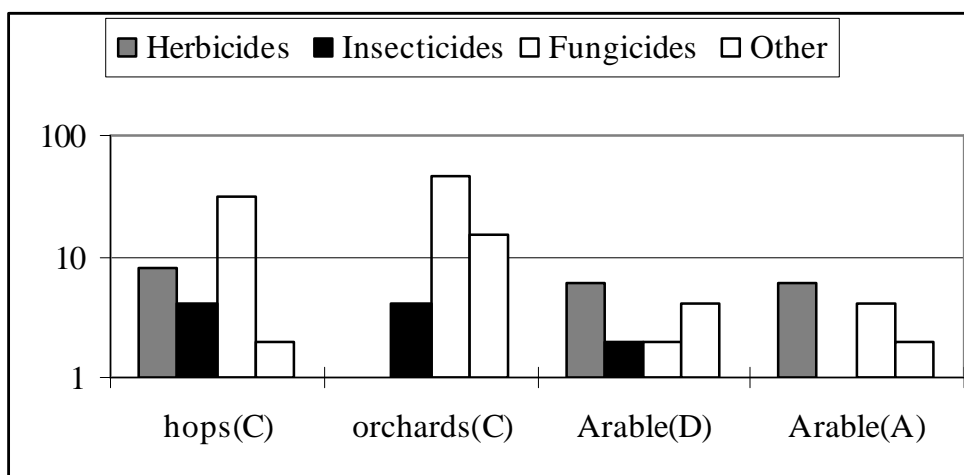 Herbicides Insecticides Fungicides Other
100
10
1
hops(C) orchards(C) Arable(D) Arable(A)